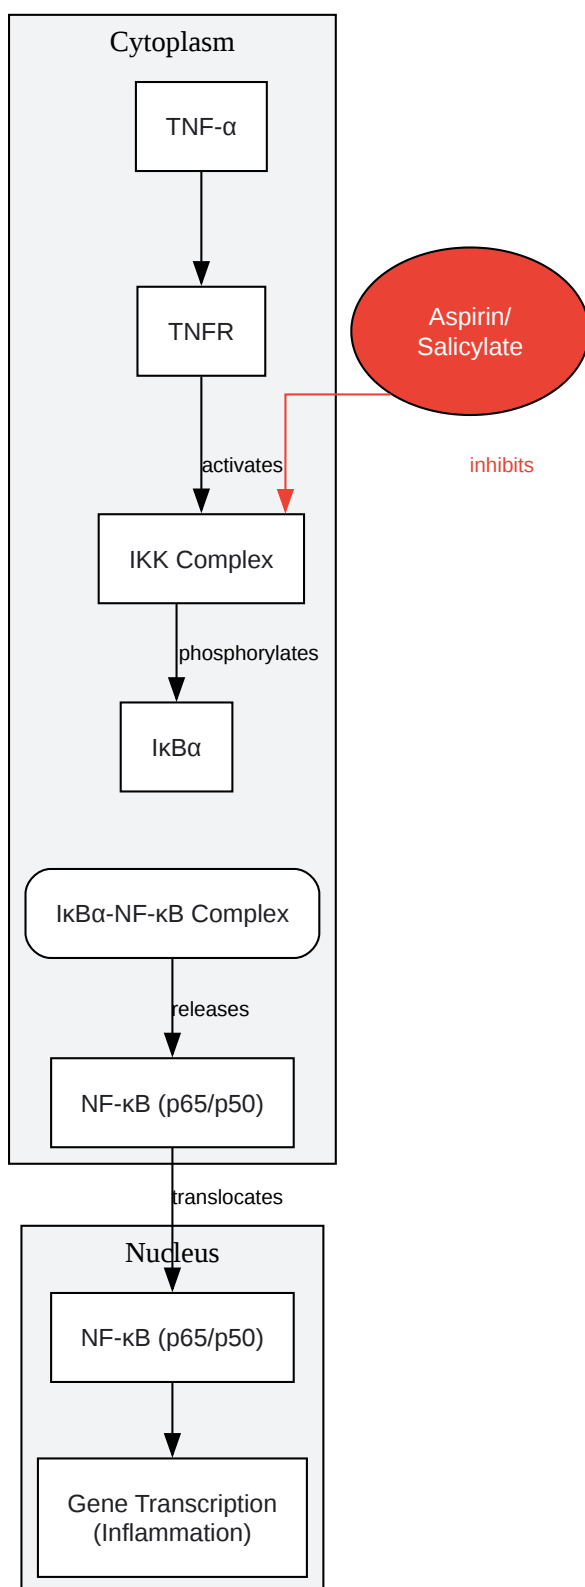 Cytoplasm
TNF-α
TNFR
Aspirin/
Salicylate
activates
inhibits
IKK Complex
phosphorylates
IκBα
IκBα-NF-κB Complex
releases
NF-κB (p65/p50)
translocates
Nucleus
NF-κB (p65/p50)
Gene Transcription
(Inflammation)